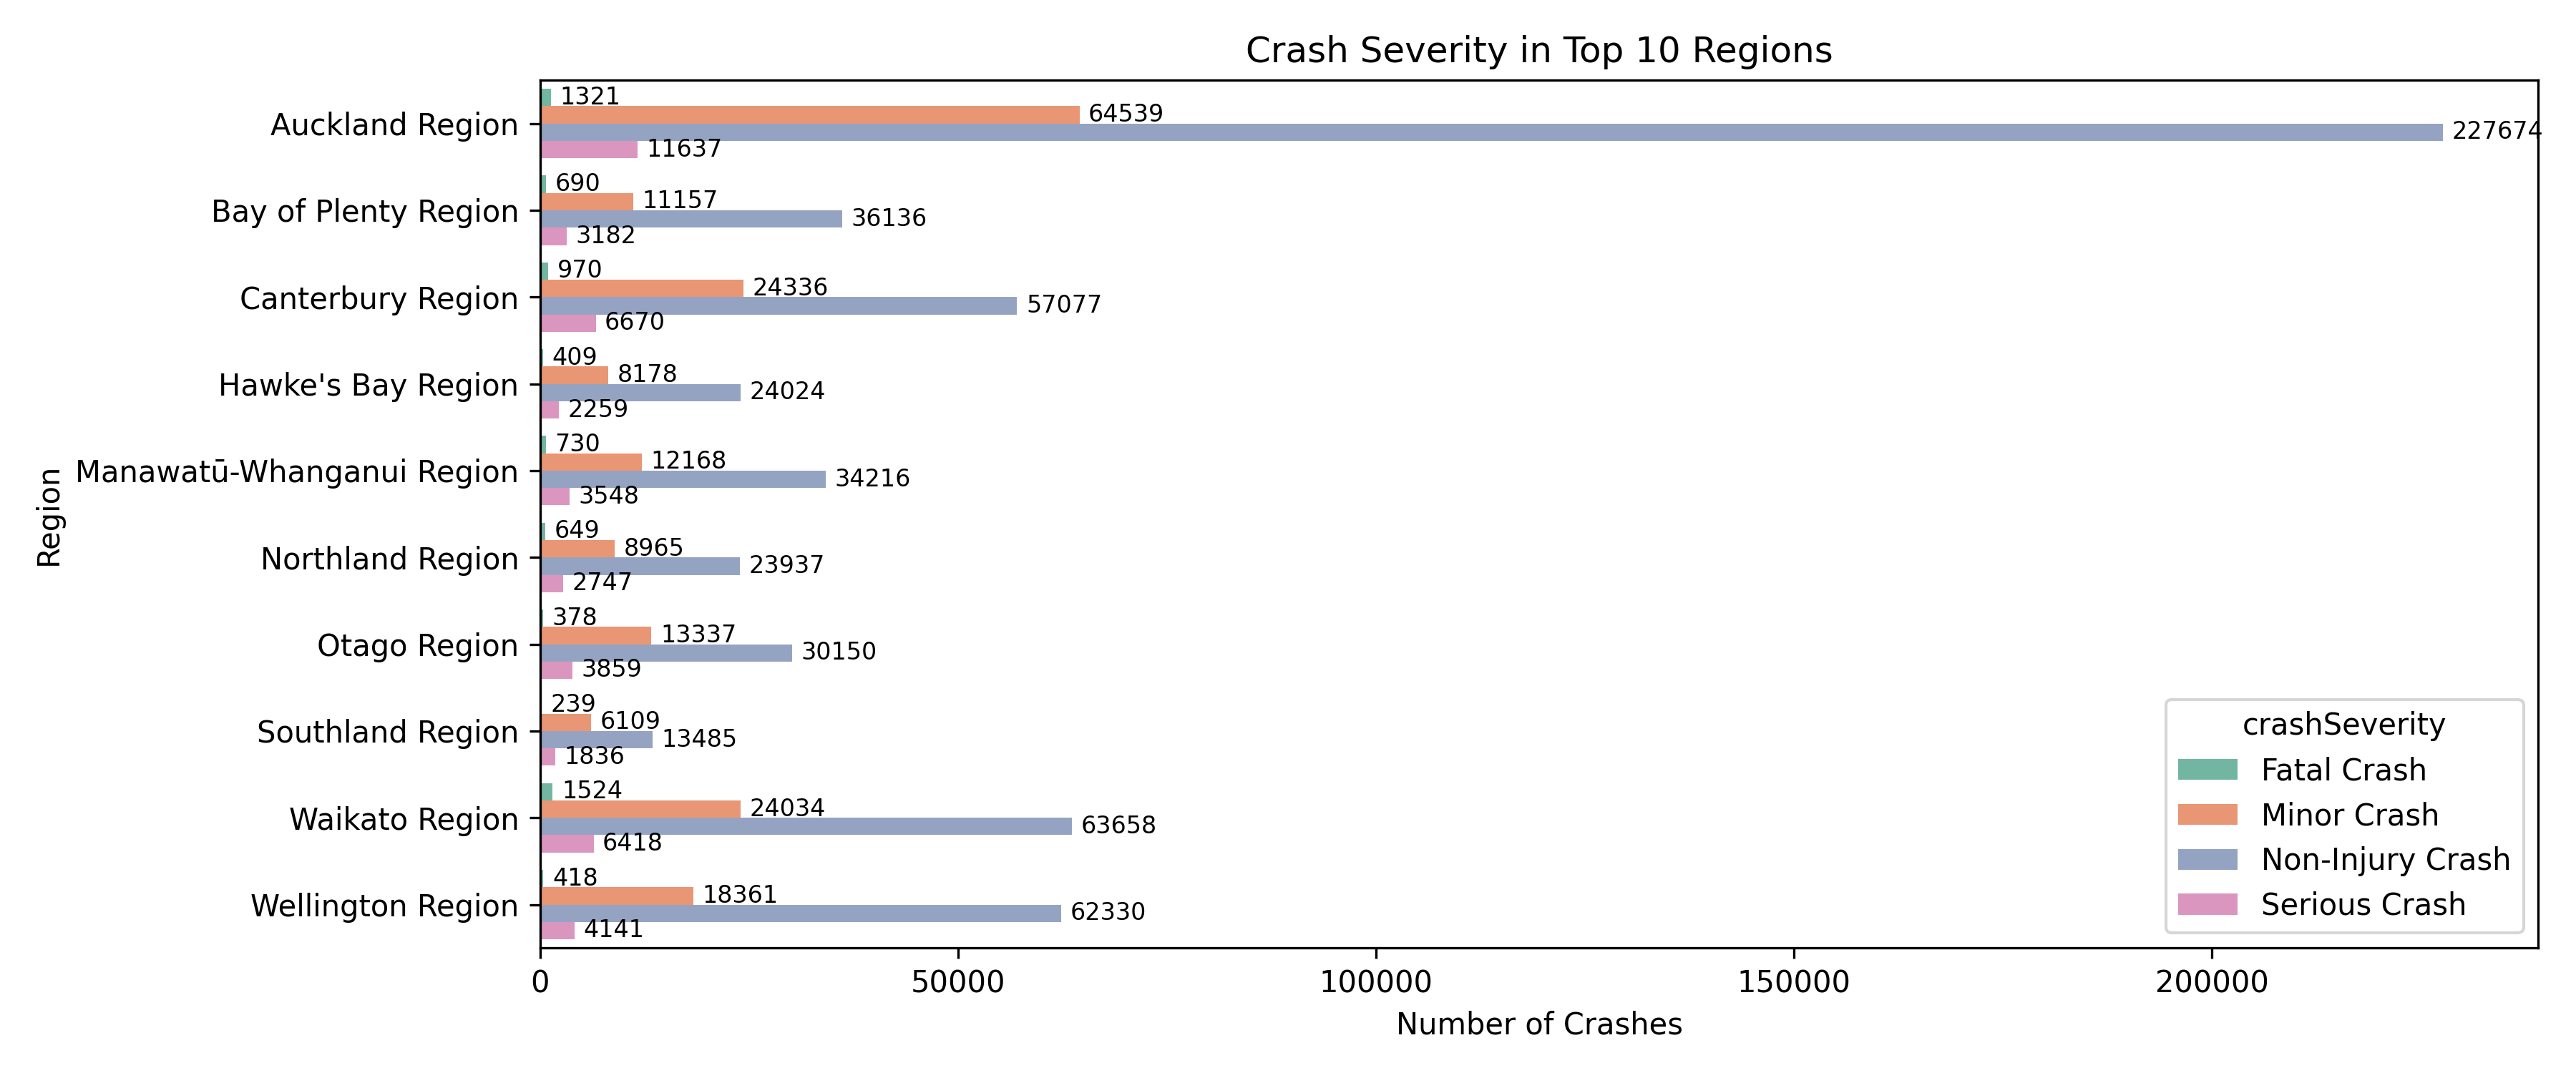 Crash Severity in Top 10 Regions
Region
Auckland Region
1321
64539
227674
11637
Bay of Plenty Region
690
11157
36136
3182
Canterbury Region
970
24336
57077
6670
Hawke's Bay Region
409
8178
24024
2259
Manawatū-Whanganui Region
730
12168
34216
3548
Northland Region
649
8965
23937
2747
Otago Region
378
13337
30150
3859
Southland Region
239
6109
13485
1836
Waikato Region
1524
24034
63658
6418
Wellington Region
418
18361
62330
4141
crashSeverity
Fatal Crash
Minor Crash
Non-Injury Crash
Serious Crash
0 50000 100000 150000 200000
Number of Crashes